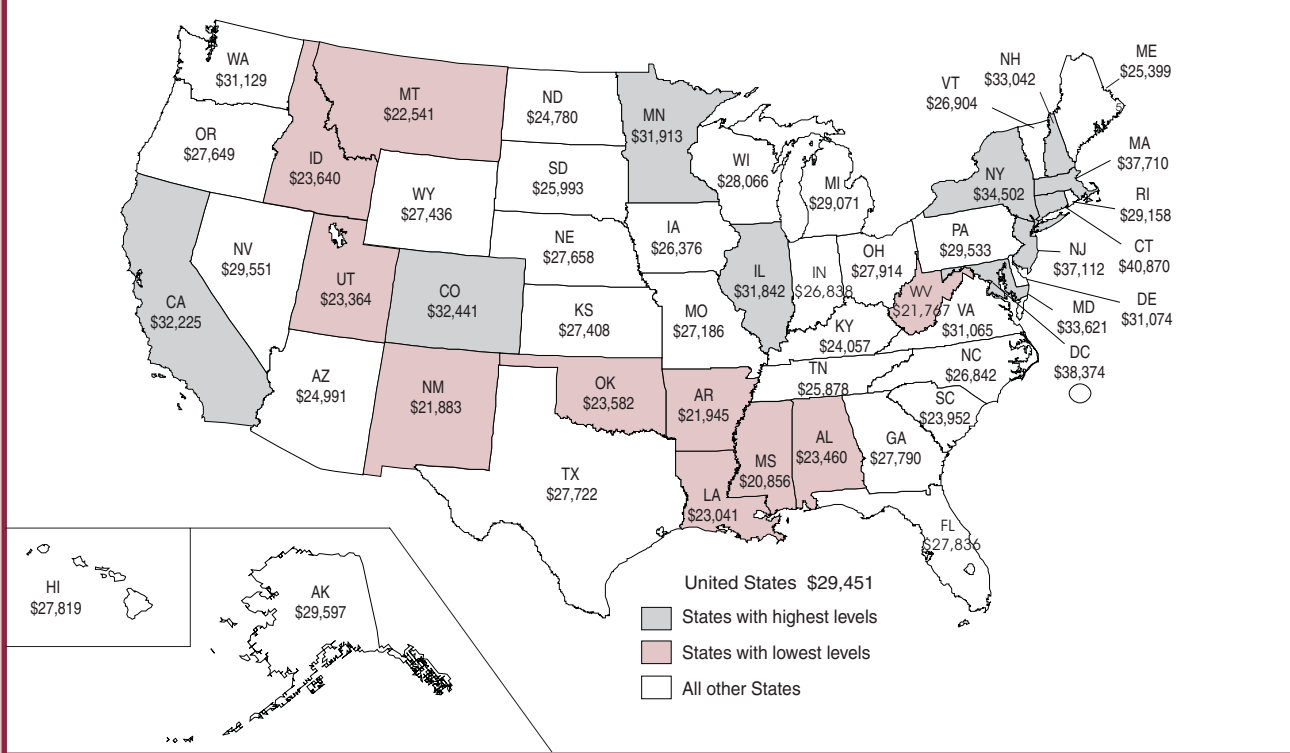 WA
$31,129
MT
$22,541
ND
$24,780
MN
$31,913
OR
$27,649
ID
$23,640
WY
$27,436
SD
$25,993
WI
$28,066
MI
$29,071
VT
$26,904
NH
$33,042
ME
$25,399
MA
$37,710
NY
$34,502
RI
$29,158
CT
$40,870
NJ
$37,112
DE
$31,074
MD
$33,621
DC
$38,374
PA
$29,533
NV
$29,551
UT
$23,364
CO
$32,441
NE
$27,658
IA
$26,376
IL
$31,842
IN
$26,838
OH
$27,914
WV
$21,767
VA
$31,065
CA
$32,225
KS
$27,408
MO
$27,186
KY
$24,057
NC
$26,842
TN
$25,878
SC
$23,952
AZ
$24,991
NM
$21,883
OK
$23,582
AR
$21,945
MS
$20,856
AL
$23,460
GA
$27,790
TX
$27,722
LA
$23,041
FL
$27,836
HI
$27,819
AK
$29,597
United States $29,451
States with highest levels
States with lowest levels
All other States